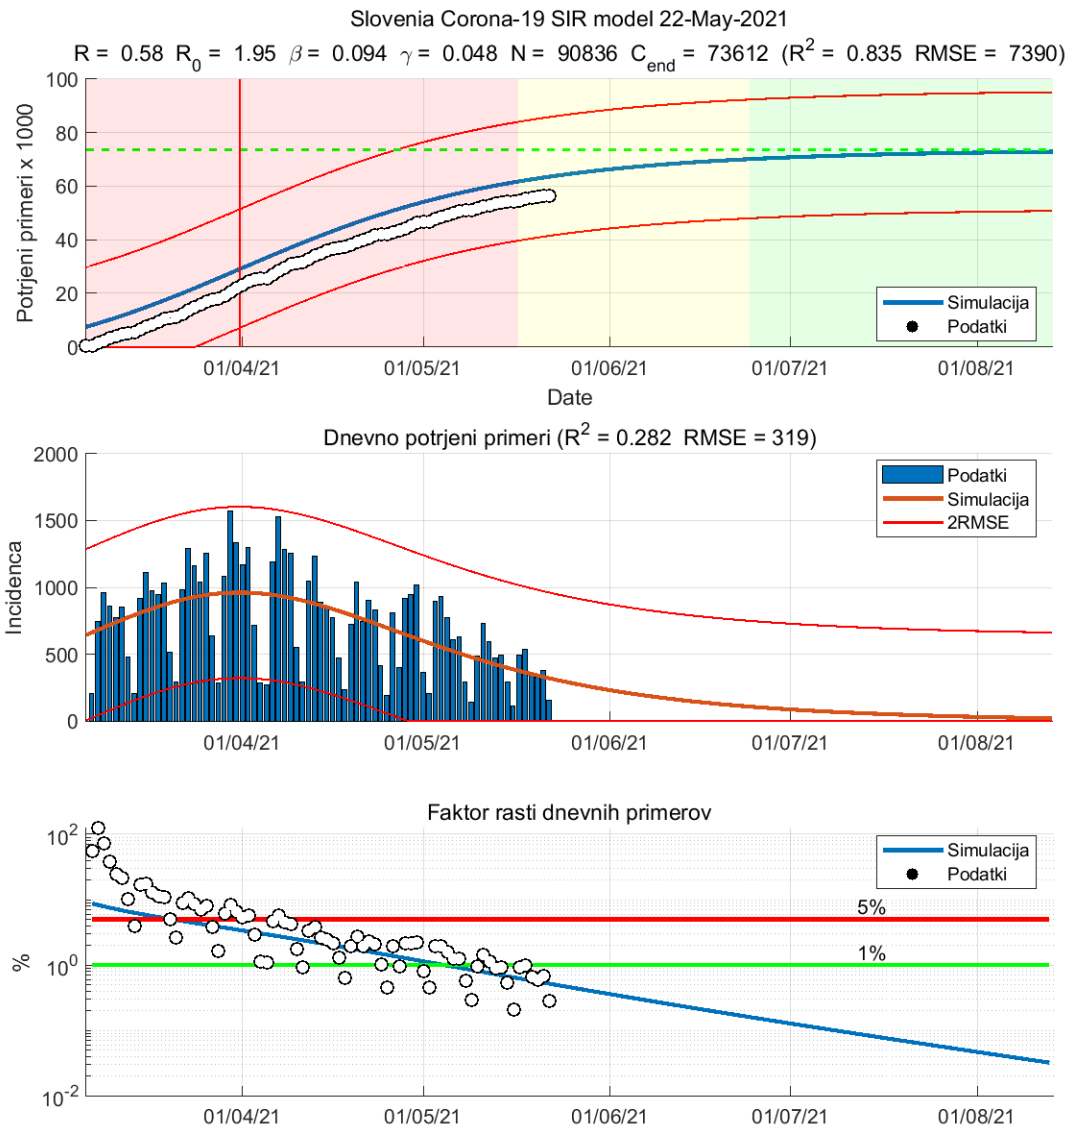 Slovenia Corona-19 SIR model 22-May-2021
R = 0.58 R₀ = 1.95 β = 0.094 γ = 0.048 N = 90836 C_end = 73612 (R² = 0.835 RMSE = 7390)
Potrjeni primeri x 1000
100
80
60
40
20
0
Simulacija
Podatki
01/04/21 01/05/21 01/06/21 01/07/21 01/08/21
Date
Dnevno potrjeni primeri (R² = 0.282 RMSE = 319)
Incidenca
2000
1500
1000
500
0
Podatki
Simulacija
2RMSE
01/04/21 01/05/21 01/06/21 01/07/21 01/08/21
Faktor rasti dnevnih primerov
%
10²
10⁰
10⁻²
Simulacija
Podatki
5%
1%
01/04/21 01/05/21 01/06/21 01/07/21 01/08/21